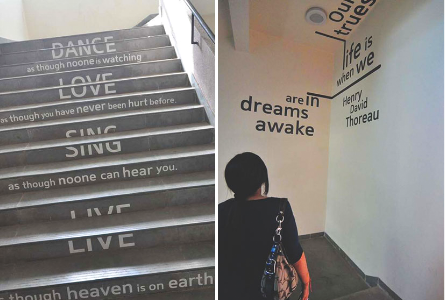 DANCE
as though noone is watching
LOVE
as though you have never been hurt before.
SING
as though noone can hear you.
LIVE
LIVE
as though heaven is on earth
Our
truest
life is
when we
are in
dreams
awake
Henry
David
Thoreau